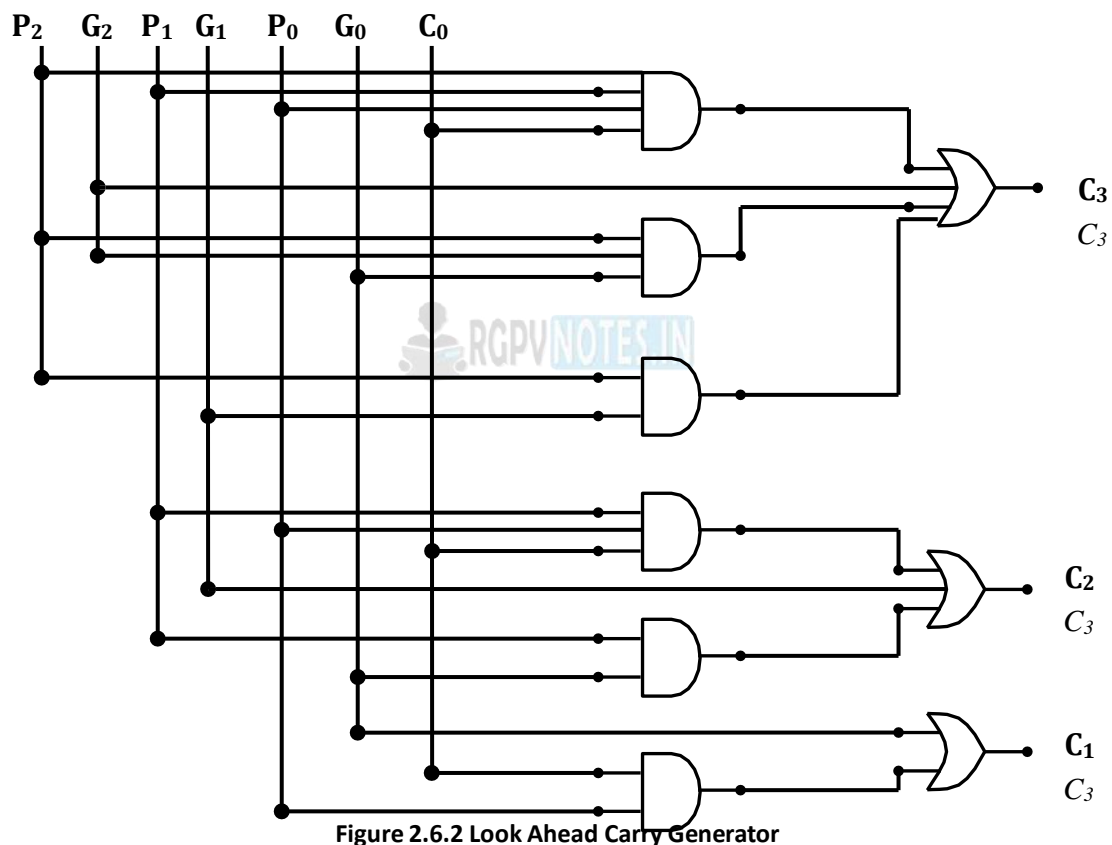 P₂ G₂ P₁ G₁ P₀ G₀ C₀
C₃
C₃
RGPVNOTES.IN
C₂
C₃
C₁
C₃
Figure 2.6.2 Look Ahead Carry Generator